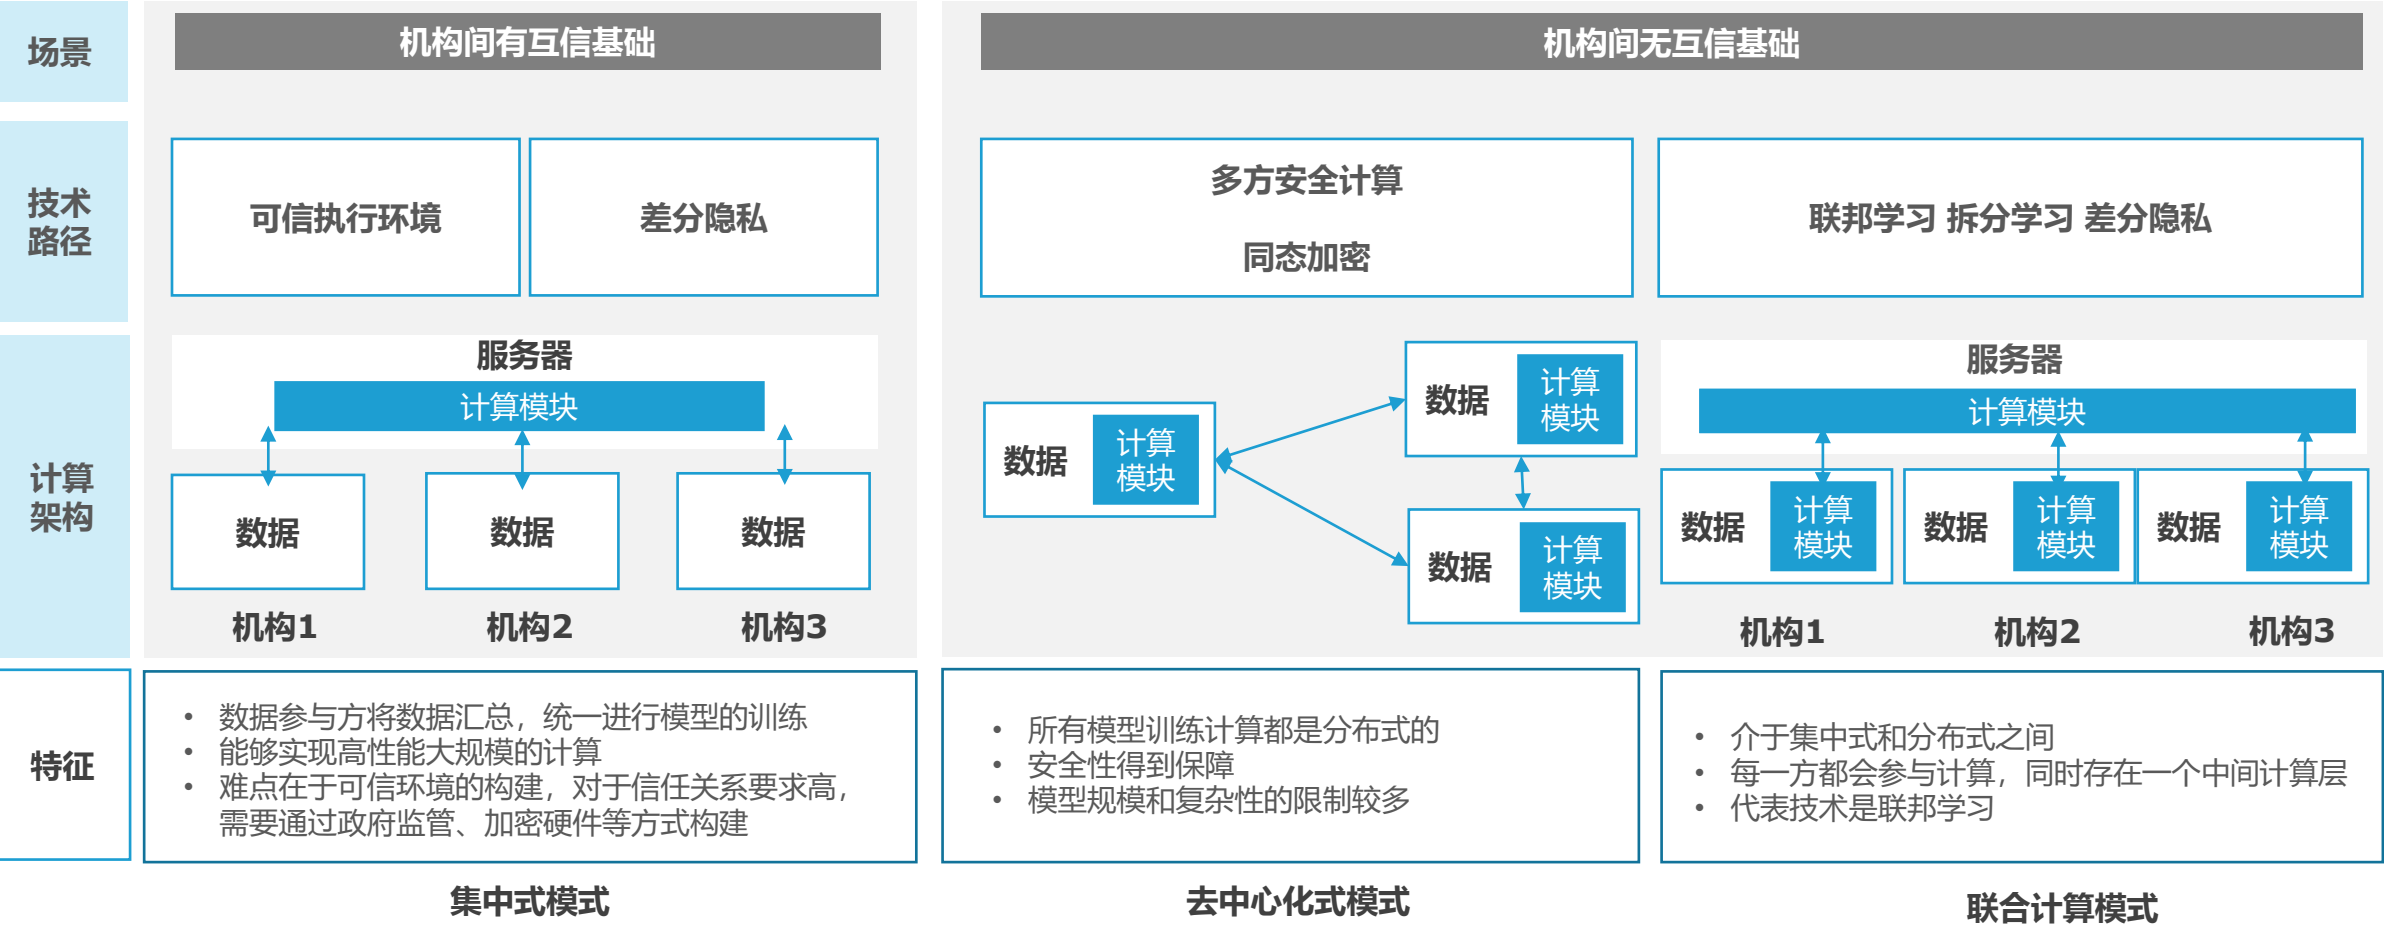 场景
机构间有互信基础
机构间无互信基础
技术
路径
可信执行环境
差分隐私
多方安全计算
同态加密
联邦学习 拆分学习 差分隐私
计算
架构
服务器
计算模块
数据
数据
数据
机构1
机构2
机构3
数据
计算
模块
数据
计算
模块
数据
计算
模块
服务器
计算模块
数据
计算
模块
数据
计算
模块
数据
计算
模块
机构1
机构2
机构3
特征
• 数据参与方将数据汇总，统一进行模型的训练
• 能够实现高性能大规模的计算
• 难点在于可信环境的构建，对于信任关系要求高，
需要通过政府监管、加密硬件等方式构建
• 所有模型训练计算都是分布式的
• 安全性得到保障
• 模型规模和复杂性的限制较多
• 介于集中式和分布式之间
• 每一方都会参与计算，同时存在一个中间计算层
• 代表技术是联邦学习
集中式模式
去中心化式模式
联合计算模式